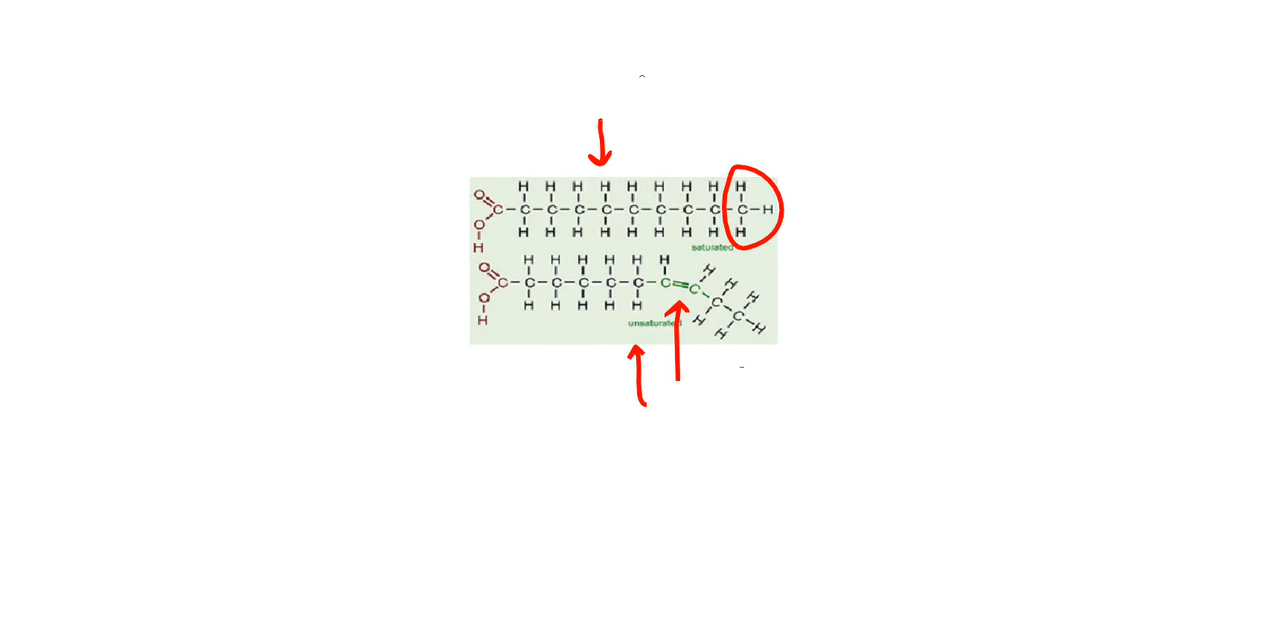 H H H H H H H H H
O
C-C-C-C-C-C-C-C-C-C-H
O
H H H H H H H H H
H
saturated
H H H H H H
O H
C-C-C-C-C-C-C=C H
O C H
H H H H H
H C H
H
unsaturated H